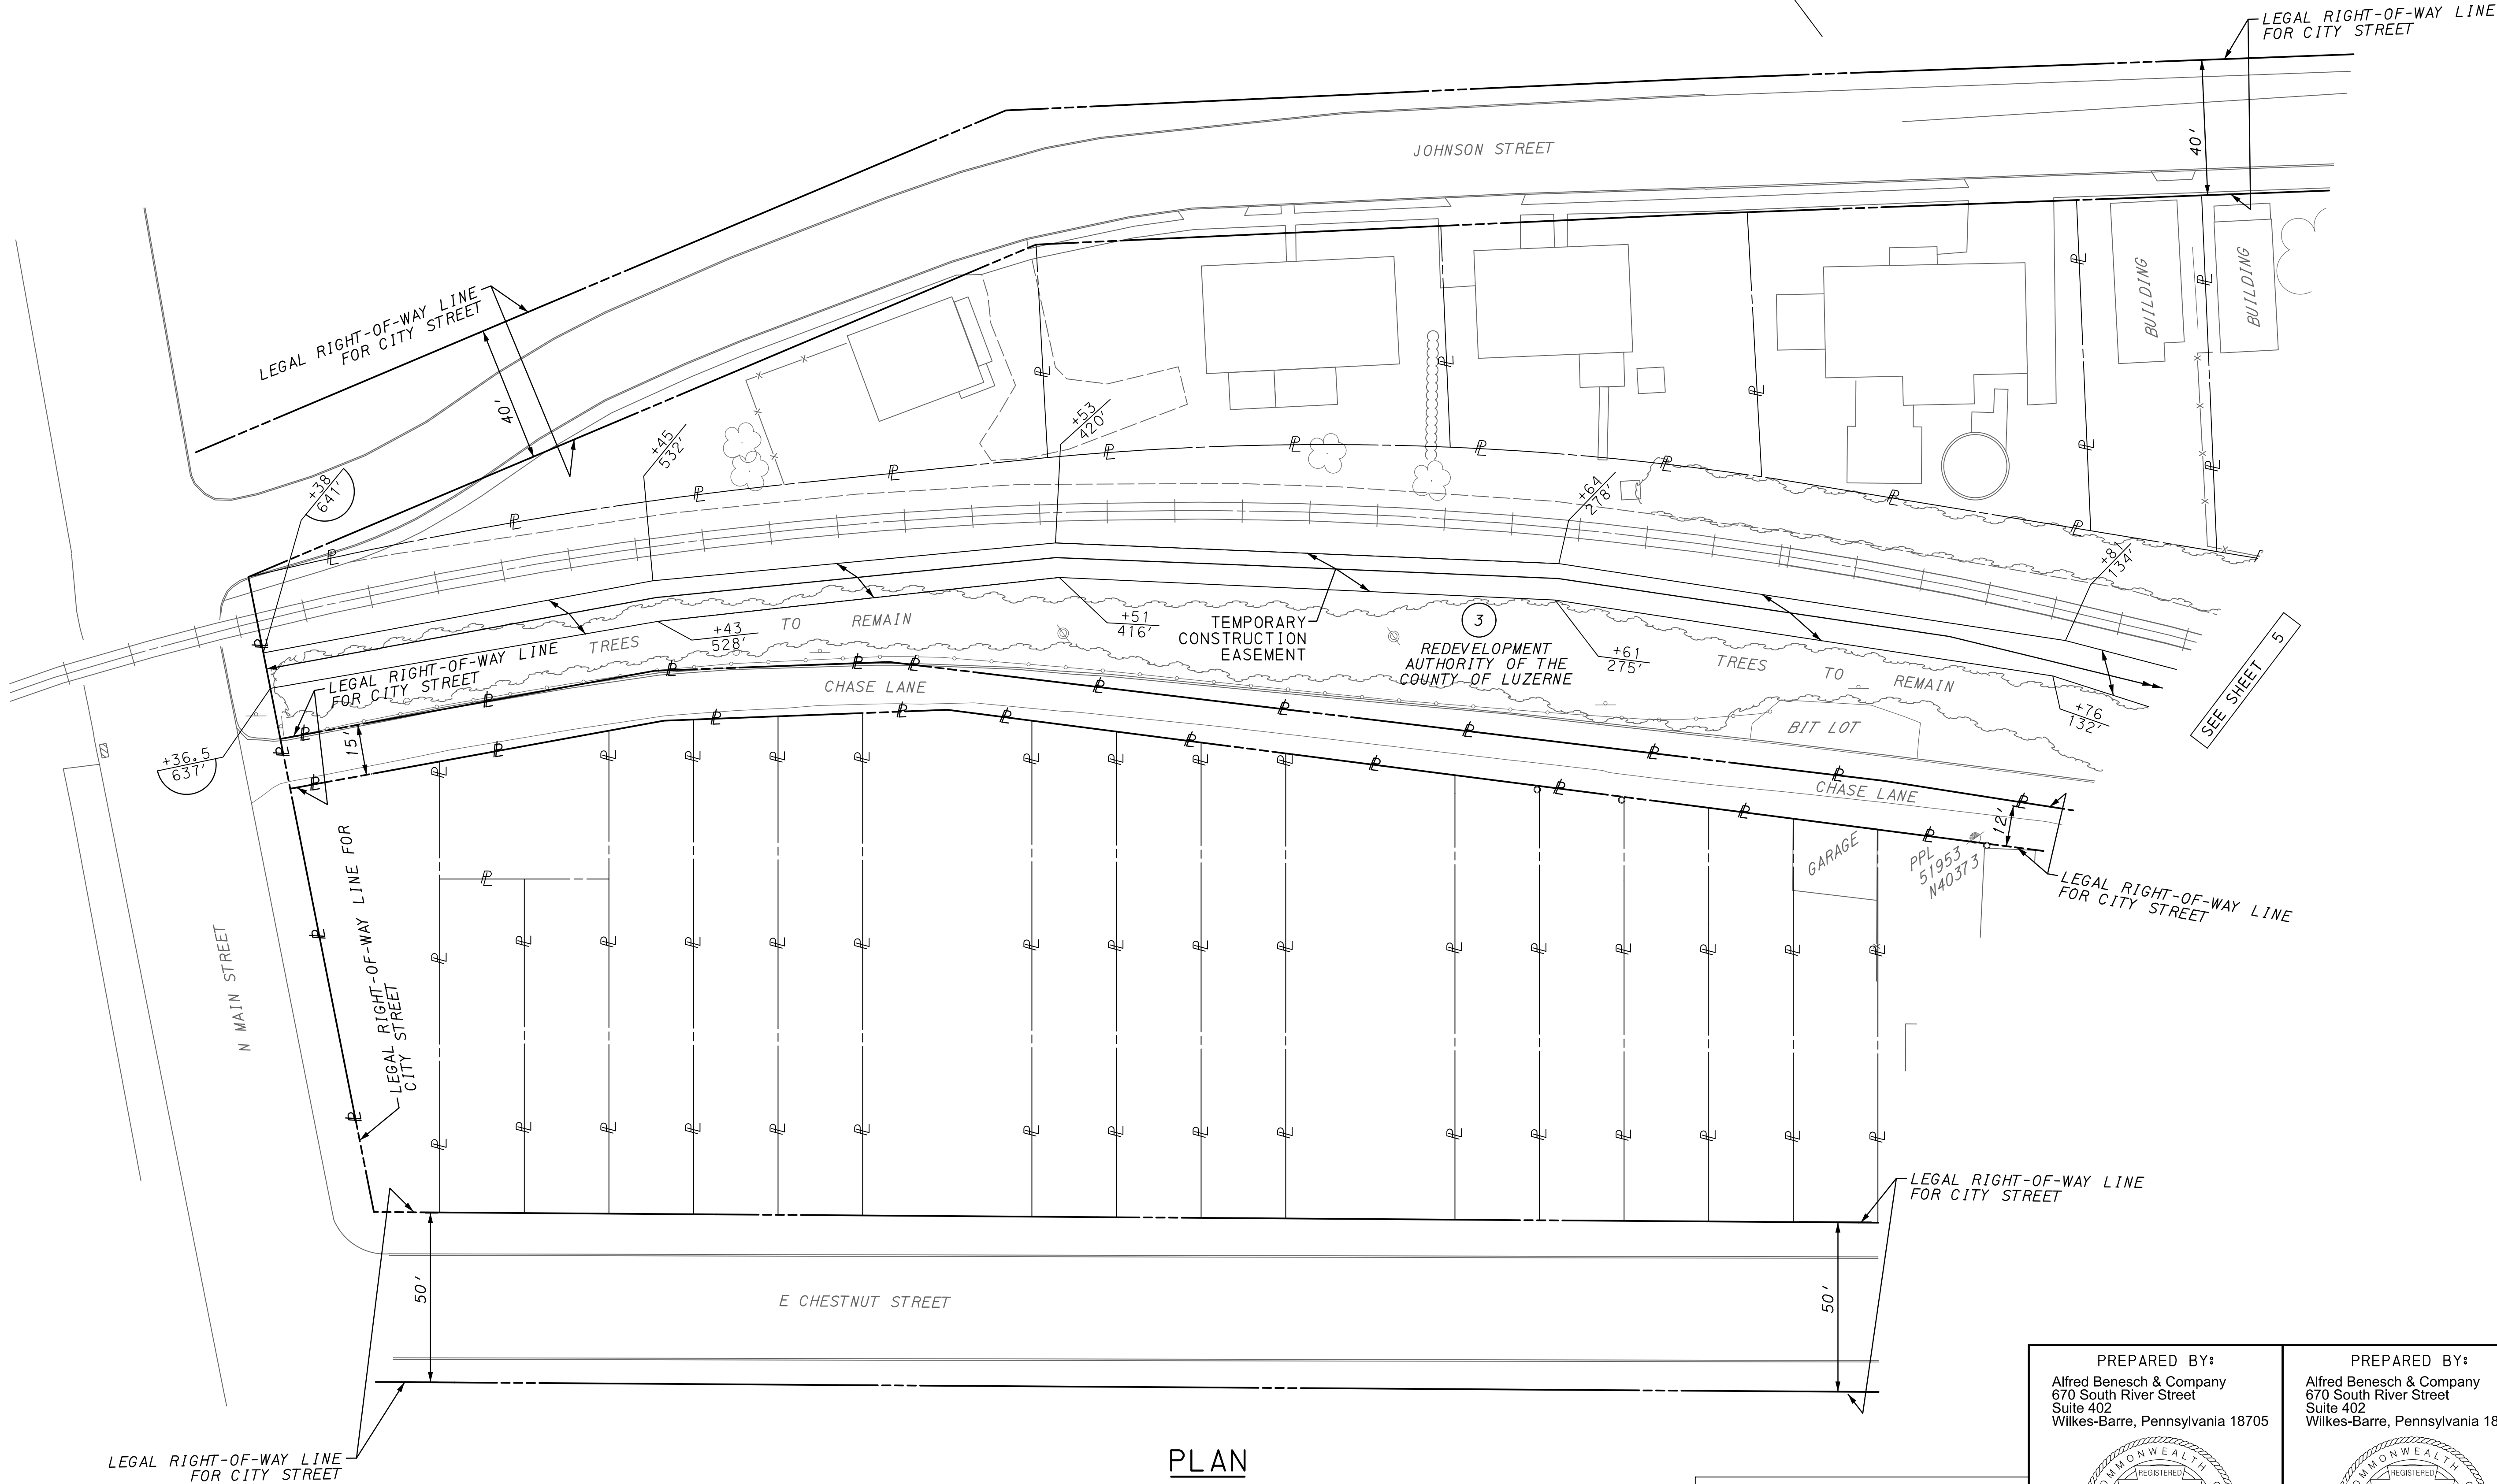 LEGAL RIGHT-OF-WAY LINE
FOR CITY STREET
40'
JOHNSON STREET
LEGAL RIGHT-OF-WAY LINE
FOR CITY STREET
40'
BUILDING
BUILDING
+38
641'
+45
532'
+53
420'
+64
278'
+81
134'
+36.5
637'
+43
528'
+51
416'
+61
275'
+76
132'
TREES TO REMAIN
LEGAL RIGHT-OF-WAY LINE
FOR CITY STREET
15'
TEMPORARY
CONSTRUCTION
EASEMENT
3
REDEVELOPMENT
AUTHORITY OF THE
COUNTY OF LUZERNE
TREES TO REMAIN
SEE SHEET 5
CHASE LANE
BIT LOT
CHASE LANE
12'
GARAGE
PPL
51953
N40373
LEGAL RIGHT-OF-WAY LINE
FOR CITY STREET
N MAIN STREET
LEGAL RIGHT-OF-WAY LINE FOR
CITY STREET
LEGAL RIGHT-OF-WAY LINE
FOR CITY STREET
50'
E CHESTNUT STREET
50'
LEGAL RIGHT-OF-WAY LINE
FOR CITY STREET
PLAN
PREPARED BY:
Alfred Benesch & Company
670 South River Street
Suite 402
Wilkes-Barre, Pennsylvania 18705
REGISTERED
PREPARED BY:
Alfred Benesch & Company
670 South River Street
Suite 402
Wilkes-Barre, Pennsylvania 18
REGISTERED